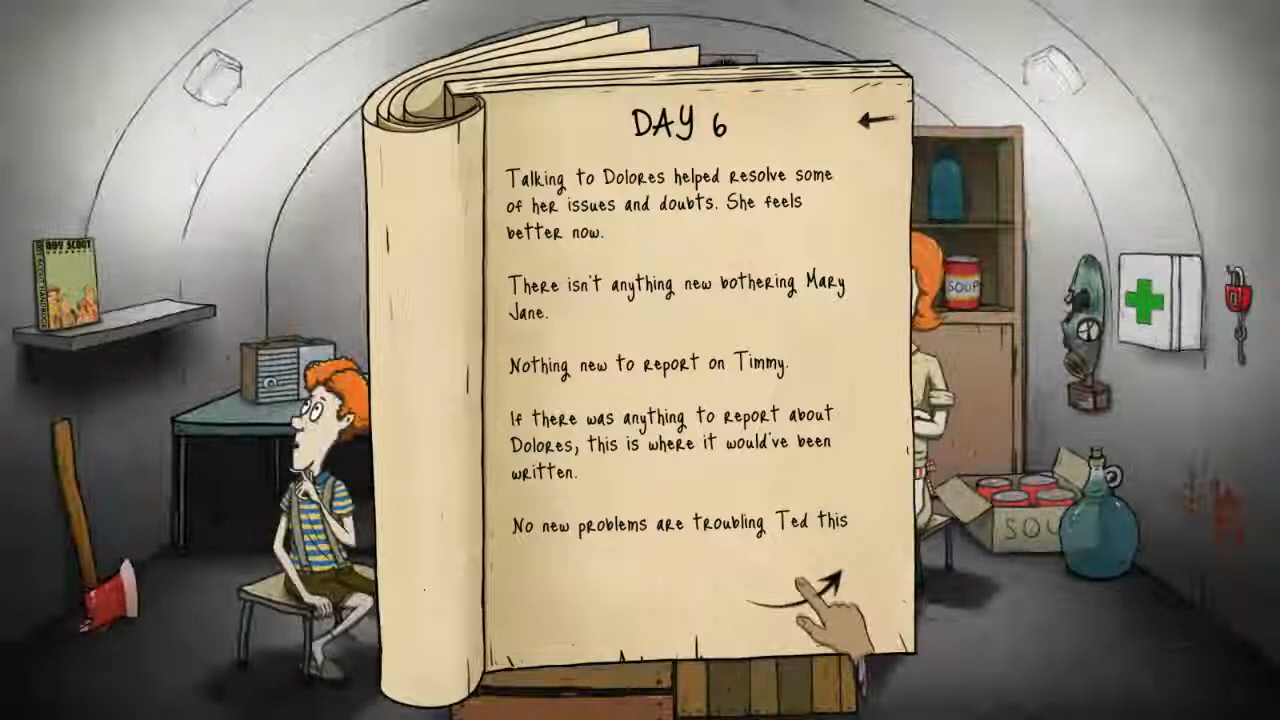 DAY 6
Talking to Dolores helped resolve some
of her issues and doubts. She feels
better now.
There isn't anything new bothering Mary
Jane.
Nothing new to report on Timmy.
If there was anything to report about
Dolores, this is where it would've been
written.
No new problems are troubling Ted this
BOY SCOUT
SOUP
SOU